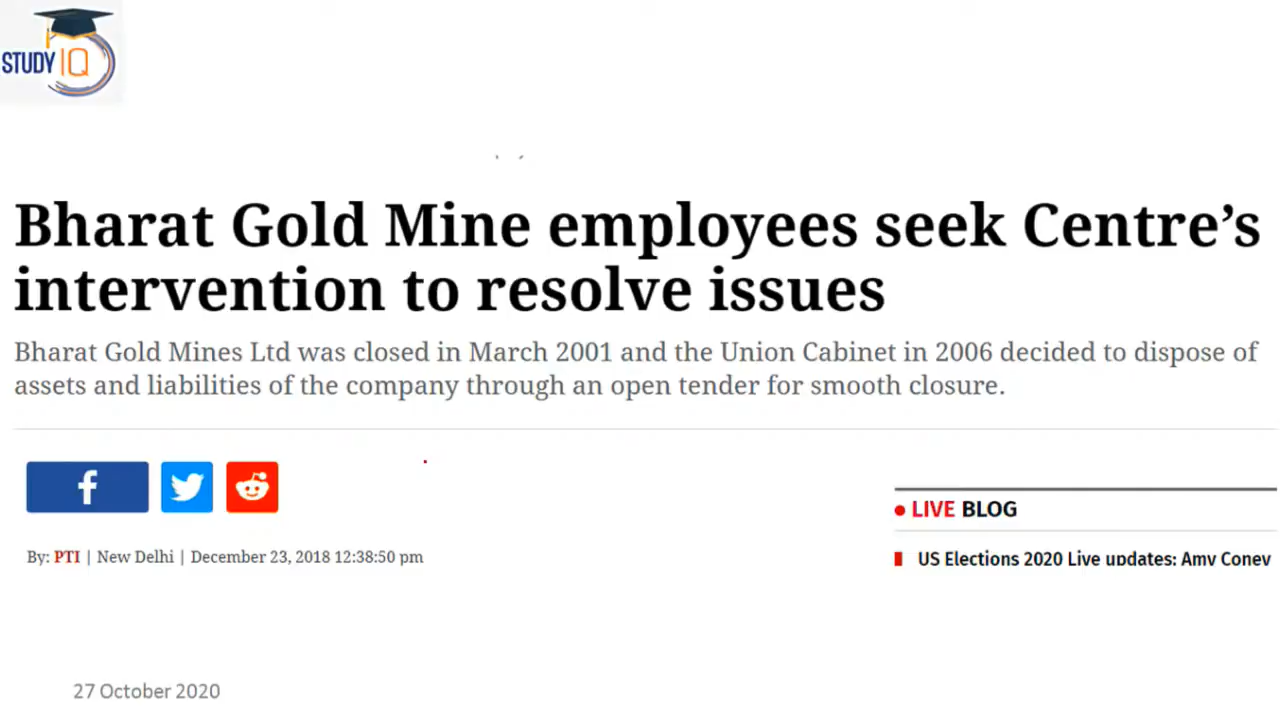 STUDY IQ
Bharat Gold Mine employees seek Centre’s
intervention to resolve issues
Bharat Gold Mines Ltd was closed in March 2001 and the Union Cabinet in 2006 decided to dispose of
assets and liabilities of the company through an open tender for smooth closure.
f
By: PTI | New Delhi | December 23, 2018 12:38:50 pm
LIVE BLOG
US Elections 2020 Live updates: Amy Coney
27 October 2020